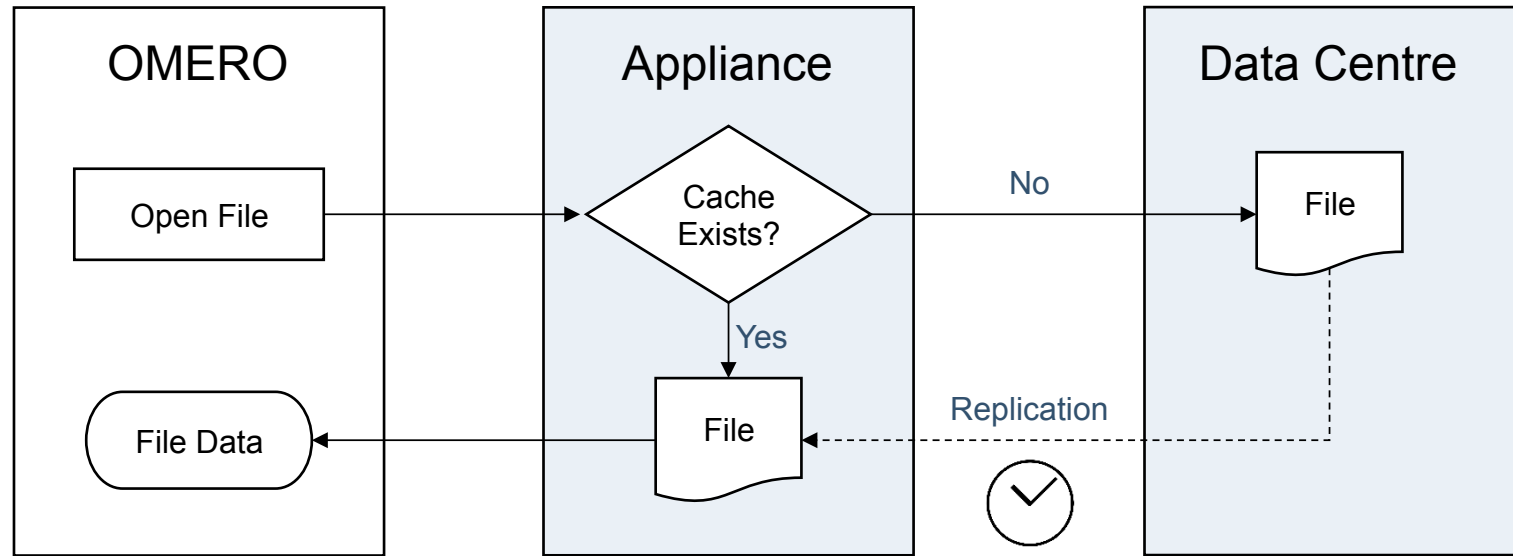 OMERO
Appliance
Data Centre
Open File
Cache
Exists?
No
File
Yes
Replication
File Data
File